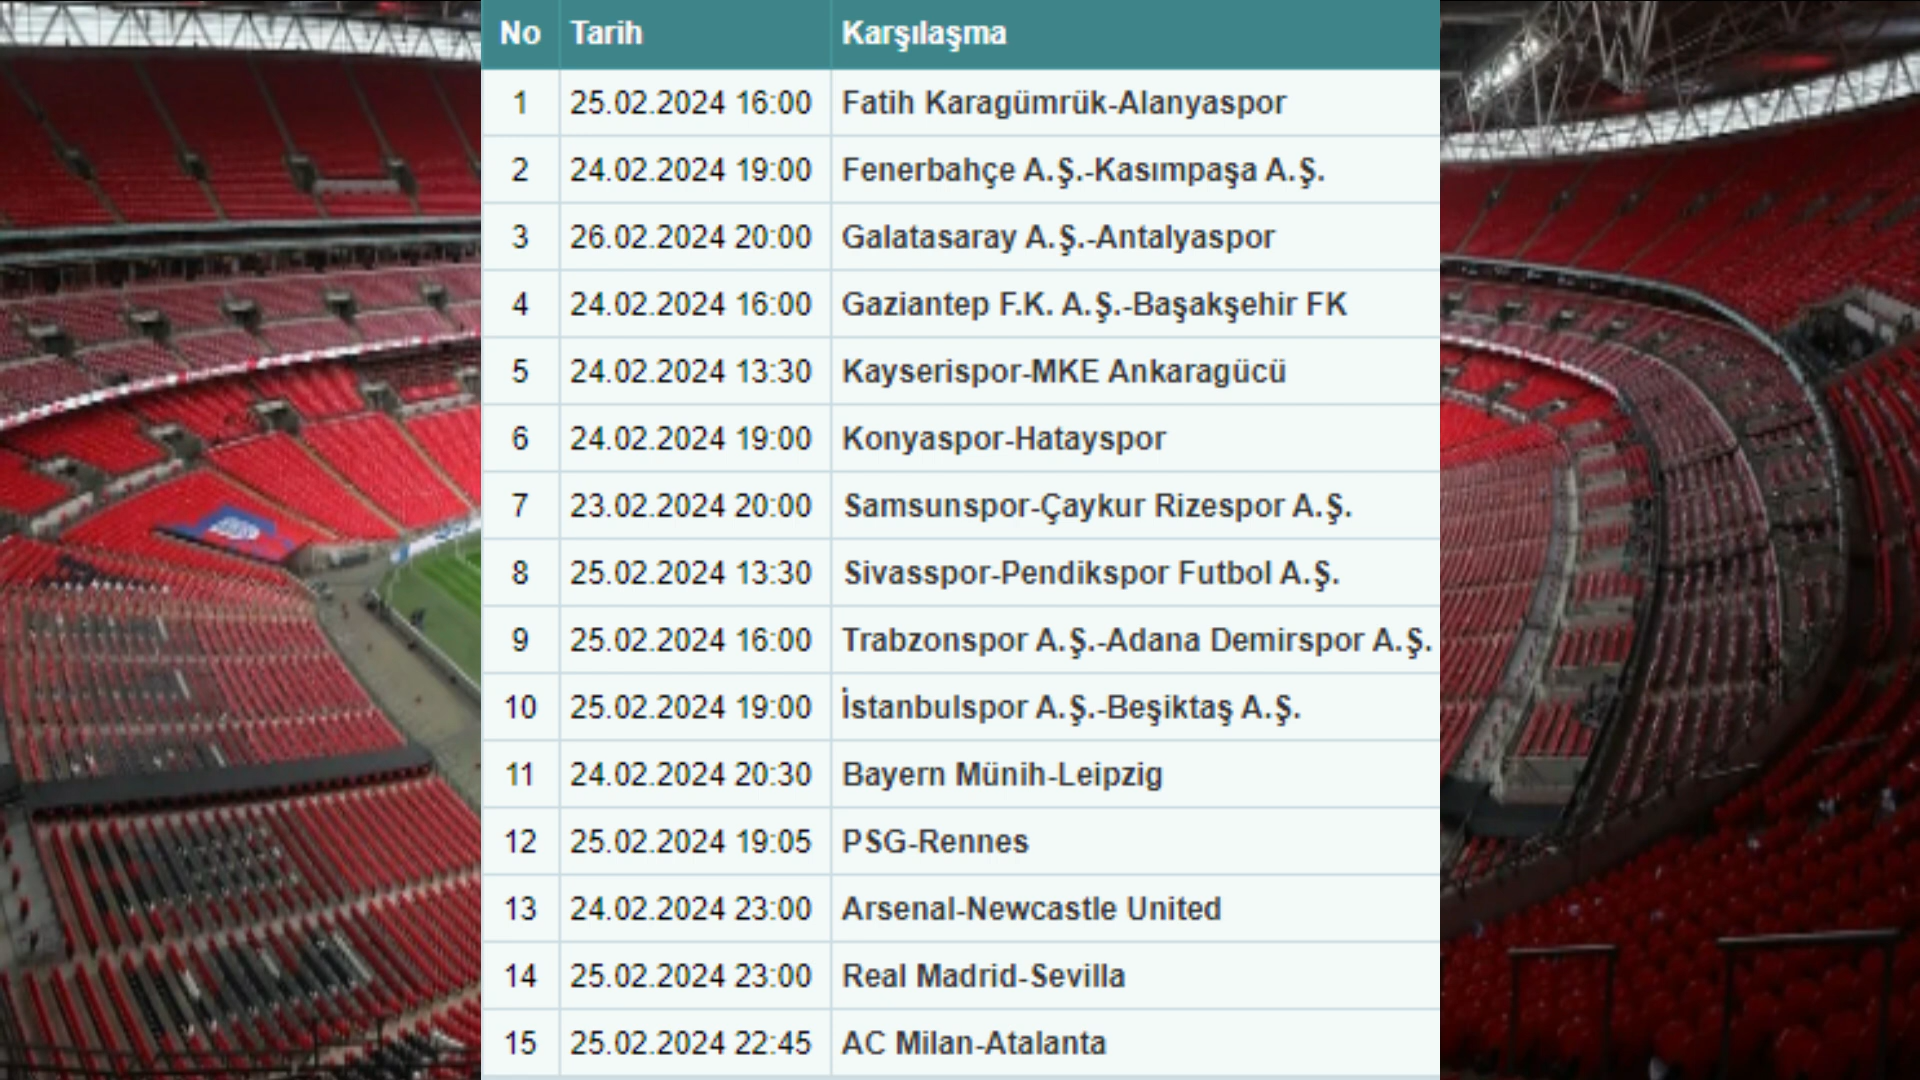 No Tarih Karşılaşma
1 25.02.2024 16:00 Fatih Karagümrük-Alanyaspor
2 24.02.2024 19:00 Fenerbahçe A.Ş.-Kasımpaşa A.Ş.
3 26.02.2024 20:00 Galatasaray A.Ş.-Antalyaspor
4 24.02.2024 16:00 Gaziantep F.K. A.Ş.-Başakşehir FK
5 24.02.2024 13:30 Kayserispor-MKE Ankaragücü
6 24.02.2024 19:00 Konyaspor-Hatayspor
7 23.02.2024 20:00 Samsunspor-Çaykur Rizespor A.Ş.
8 25.02.2024 13:30 Sivasspor-Pendikspor Futbol A.Ş.
9 25.02.2024 16:00 Trabzonspor A.Ş.-Adana Demirspor A.Ş.
10 25.02.2024 19:00 İstanbulspor A.Ş.-Beşiktaş A.Ş.
11 24.02.2024 20:30 Bayern Münih-Leipzig
12 25.02.2024 19:05 PSG-Rennes
13 24.02.2024 23:00 Arsenal-Newcastle United
14 25.02.2024 23:00 Real Madrid-Sevilla
15 25.02.2024 22:45 AC Milan-Atalanta